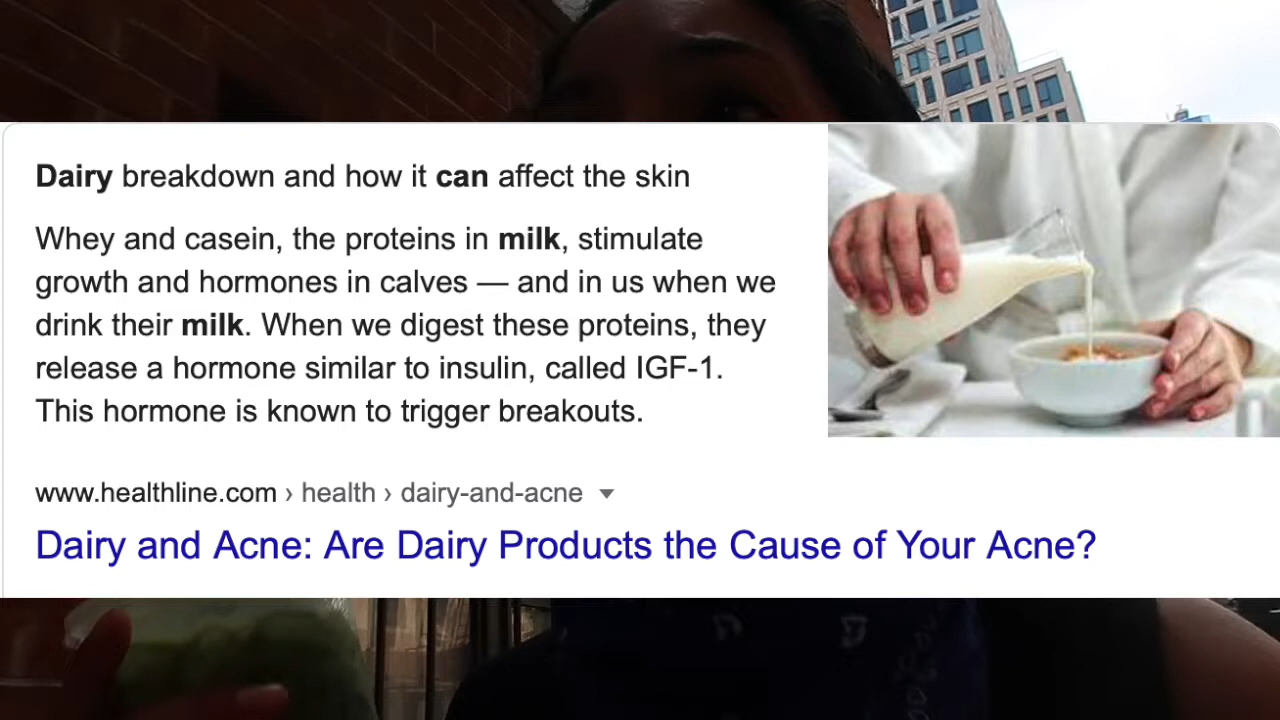 Dairy breakdown and how it can affect the skin
Whey and casein, the proteins in milk, stimulate
growth and hormones in calves — and in us when we
drink their milk. When we digest these proteins, they
release a hormone similar to insulin, called IGF-1.
This hormone is known to trigger breakouts.
www.healthline.com › health › dairy-and-acne
Dairy and Acne: Are Dairy Products the Cause of Your Acne?